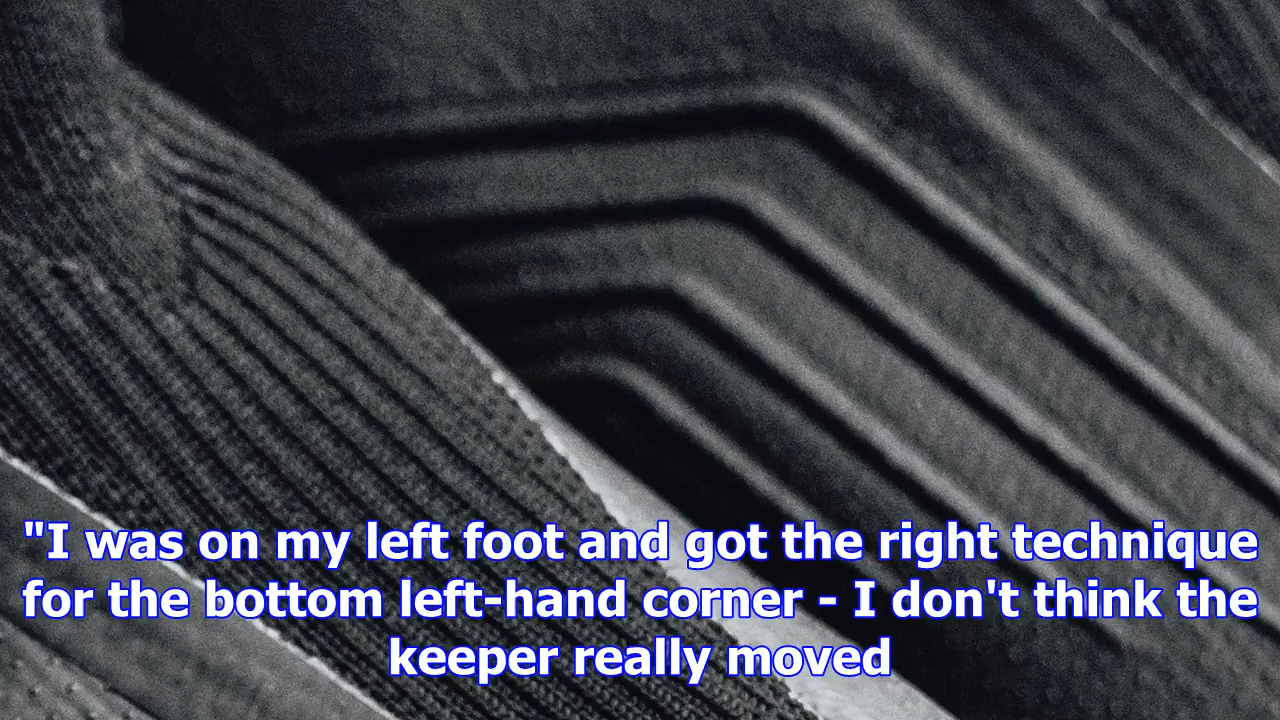 "I was on my left foot and got the right technique
for the bottom left-hand corner - I don't think the
keeper really moved